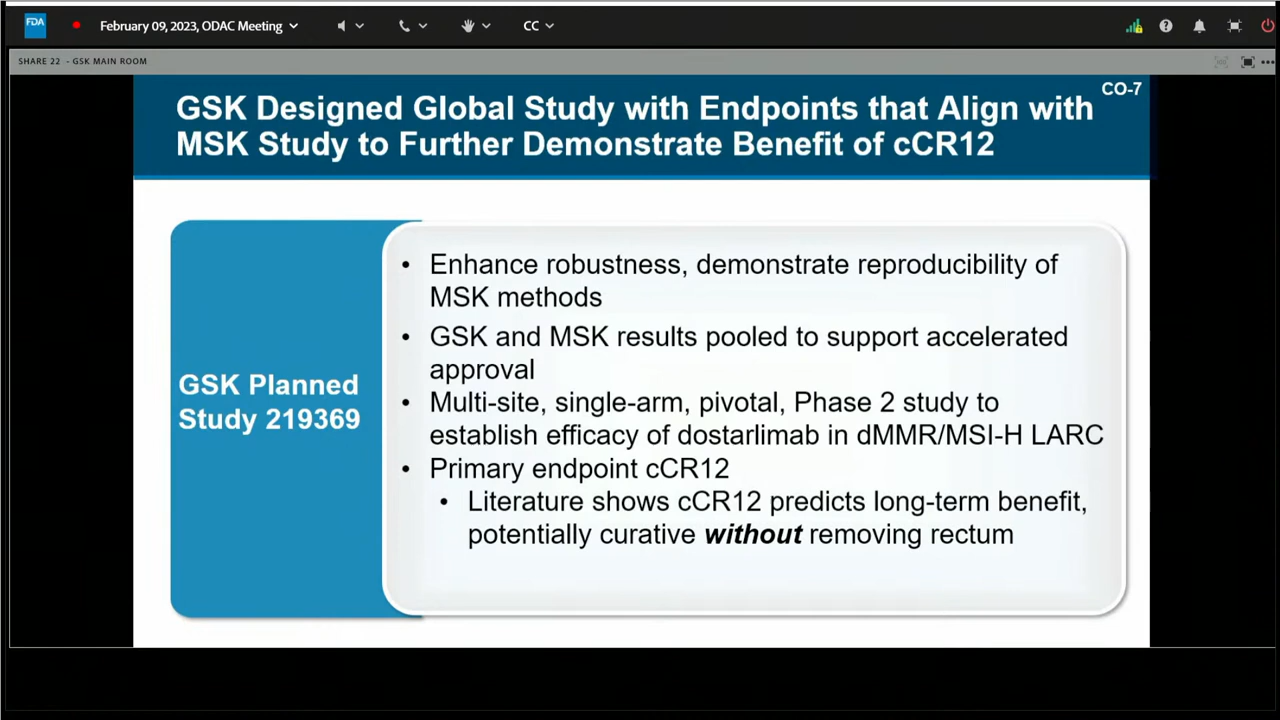 FDA
February 09, 2023, ODAC Meeting
CC
SHARE 22 - GSK MAIN ROOM
CO-7
GSK Designed Global Study with Endpoints that Align with
MSK Study to Further Demonstrate Benefit of cCR12
GSK Planned
Study 219369
• Enhance robustness, demonstrate reproducibility of
MSK methods
• GSK and MSK results pooled to support accelerated
approval
• Multi-site, single-arm, pivotal, Phase 2 study to
establish efficacy of dostarlimab in dMMR/MSI-H LARC
• Primary endpoint cCR12
• Literature shows cCR12 predicts long-term benefit,
potentially curative without removing rectum